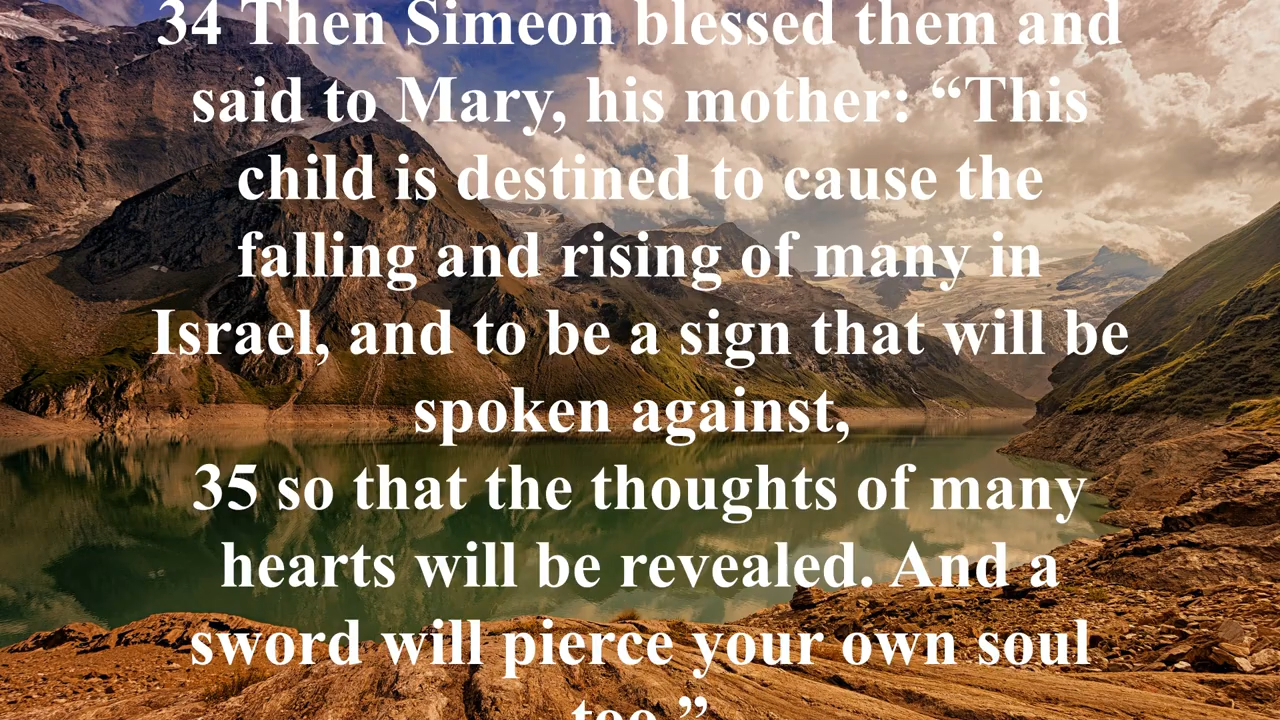 34 Then Simeon blessed them and
said to Mary, his mother: “This
child is destined to cause the
falling and rising of many in
Israel, and to be a sign that will be
spoken against,
35 so that the thoughts of many
hearts will be revealed. And a
sword will pierce your own soul
too.”